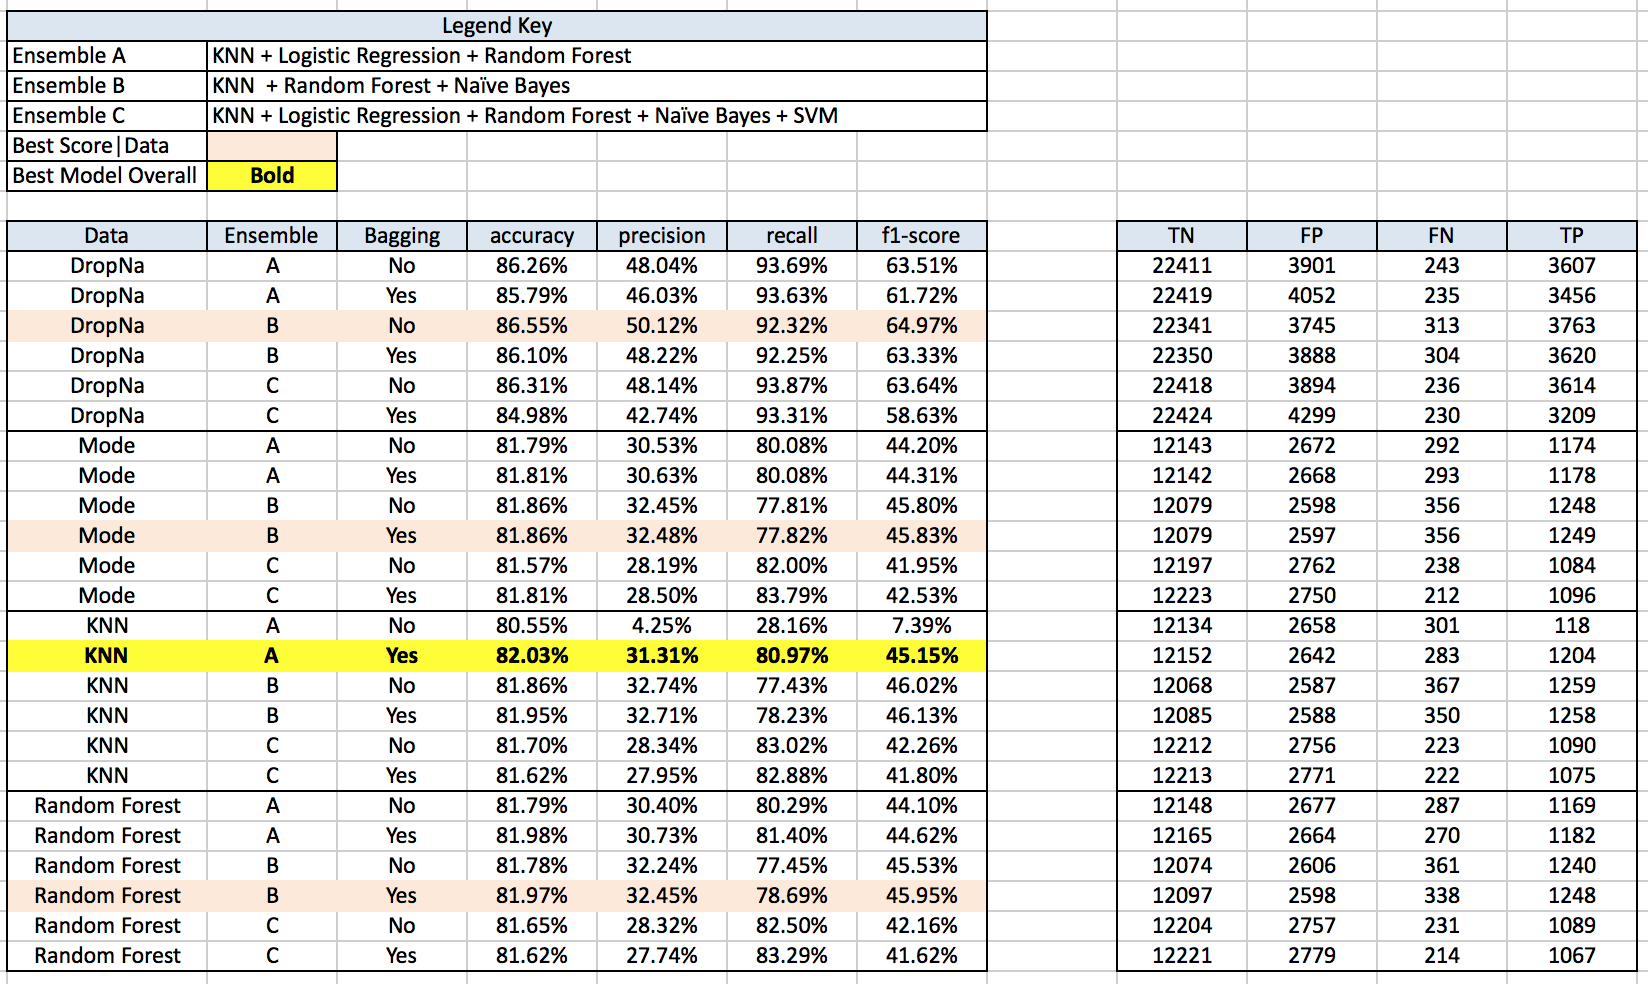 Legend Key
Ensemble A KNN + Logistic Regression + Random Forest
Ensemble B KNN  + Random Forest + Naïve Bayes
Ensemble C KNN + Logistic Regression + Random Forest + Naïve Bayes + SVM
Best Score|Data
Best Model Overall Bold
Data Ensemble Bagging accuracy precision recall f1-score TN FP FN TP
DropNa A No 86.26% 48.04% 93.69% 63.51% 22411 3901 243 3607
DropNa A Yes 85.79% 46.03% 93.63% 61.72% 22419 4052 235 3456
DropNa B No 86.55% 50.12% 92.32% 64.97% 22341 3745 313 3763
DropNa B Yes 86.10% 48.22% 92.25% 63.33% 22350 3888 304 3620
DropNa C No 86.31% 48.14% 93.87% 63.64% 22418 3894 236 3614
DropNa C Yes 84.98% 42.74% 93.31% 58.63% 22424 4299 230 3209
Mode A No 81.79% 30.53% 80.08% 44.20% 12143 2672 292 1174
Mode A Yes 81.81% 30.63% 80.08% 44.31% 12142 2668 293 1178
Mode B No 81.86% 32.45% 77.81% 45.80% 12079 2598 356 1248
Mode B Yes 81.86% 32.48% 77.82% 45.83% 12079 2597 356 1249
Mode C No 81.57% 28.19% 82.00% 41.95% 12197 2762 238 1084
Mode C Yes 81.81% 28.50% 83.79% 42.53% 12223 2750 212 1096
KNN A No 80.55% 4.25% 28.16% 7.39% 12134 2658 301 118
KNN A Yes 82.03% 31.31% 80.97% 45.15% 12152 2642 283 1204
KNN B No 81.86% 32.74% 77.43% 46.02% 12068 2587 367 1259
KNN B Yes 81.95% 32.71% 78.23% 46.13% 12085 2588 350 1258
KNN C No 81.70% 28.34% 83.02% 42.26% 12212 2756 223 1090
KNN C Yes 81.62% 27.95% 82.88% 41.80% 12213 2771 222 1075
Random Forest A No 81.79% 30.40% 80.29% 44.10% 12148 2677 287 1169
Random Forest A Yes 81.98% 30.73% 81.40% 44.62% 12165 2664 270 1182
Random Forest B No 81.78% 32.24% 77.45% 45.53% 12074 2606 361 1240
Random Forest B Yes 81.97% 32.45% 78.69% 45.95% 12097 2598 338 1248
Random Forest C No 81.65% 28.32% 82.50% 42.16% 12204 2757 231 1089
Random Forest C Yes 81.62% 27.74% 83.29% 41.62% 12221 2779 214 1067